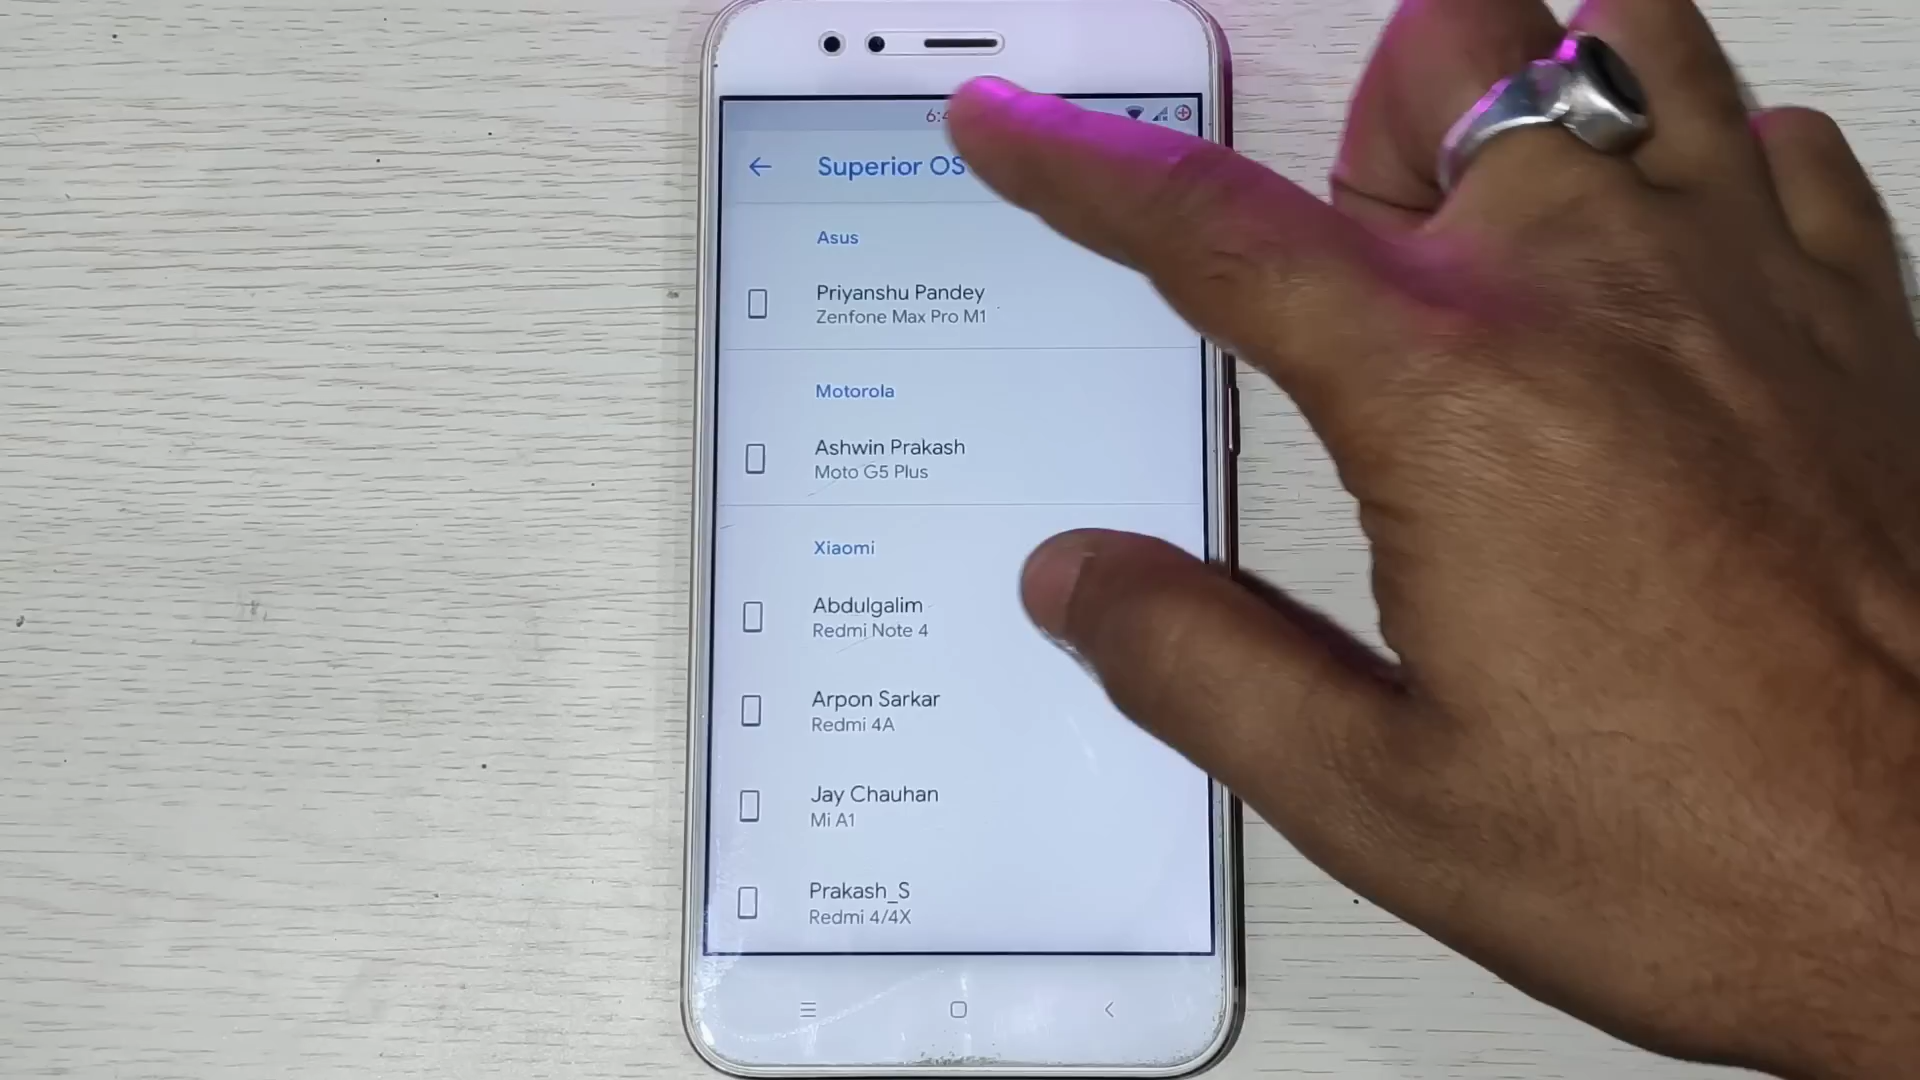 Superior OS
Asus
Priyanshu Pandey
Zenfone Max Pro M1
Motorola
Ashwin Prakash
Moto G5 Plus
Xiaomi
Abdulgalim
Redmi Note 4
Arpon Sarkar
Redmi 4A
Jay Chauhan
Mi A1
Prakash_S
Redmi 4/4X